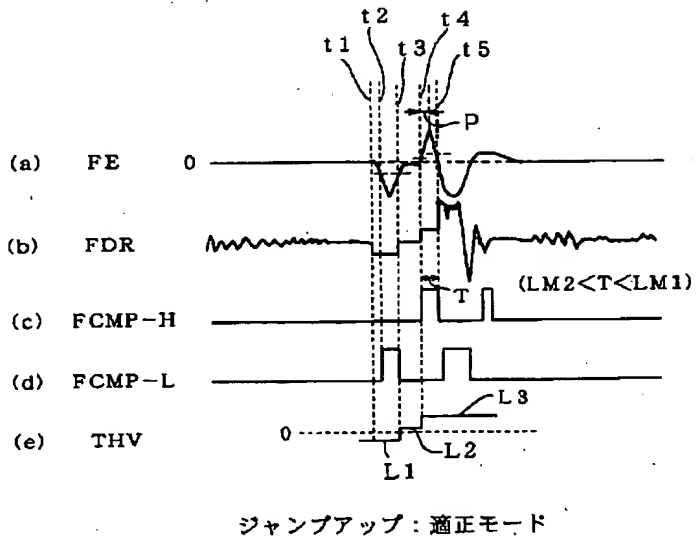 t1
t2
t3
t4
t5
P
(a) FE 0
(b) FDR
T
(LM2<T<LM1)
(c) FCMP-H
(d) FCMP-L
L3
(e) THV 0
L2
L1
ジャンプアップ：適正モード